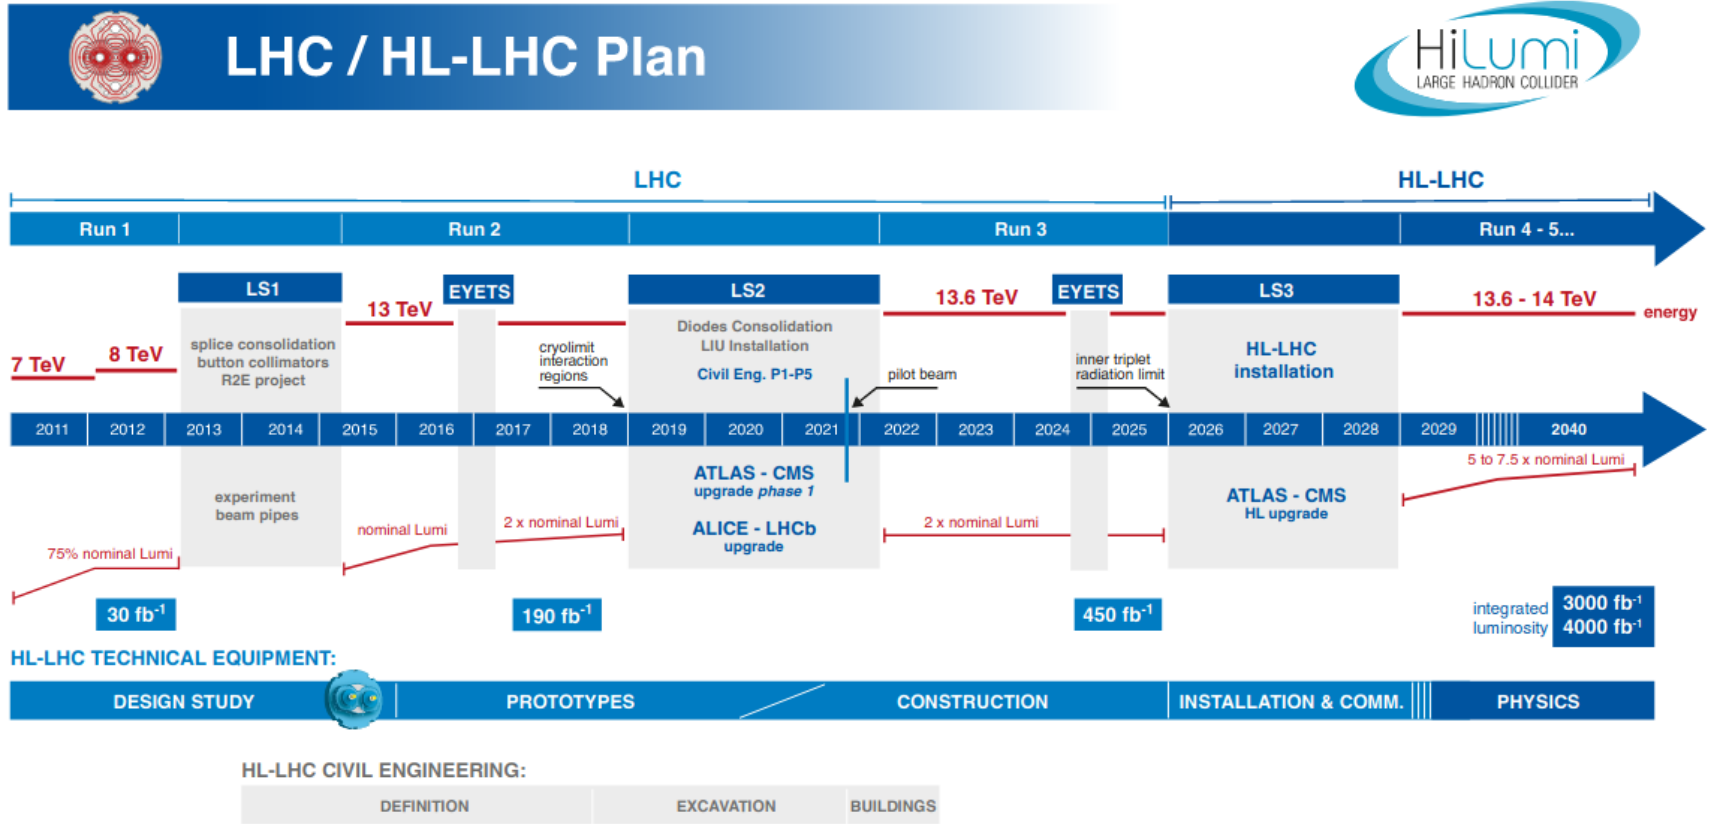 LHC / HL-LHC Plan
HiLumi
LARGE HADRON COLLIDER
LHC
HL-LHC
Run 1
Run 2
Run 3
Run 4 - 5...
LS1
EYETS
LS2
EYETS
LS3
13 TeV
13.6 TeV
13.6 - 14 TeV
energy
7 TeV
8 TeV
splice consolidation
button collimators
R2E project
cryolimit
interaction
regions
Diodes Consolidation
LIU Installation
Civil Eng. P1-P5
pilot beam
inner triplet
radiation limit
HL-LHC
installation
2011
2012
2013
2014
2015
2016
2017
2018
2019
2020
2021
2022
2023
2024
2025
2026
2027
2028
2029
2040
experiment
beam pipes
75% nominal Lumi
nominal Lumi
2 x nominal Lumi
ATLAS - CMS
upgrade phase 1
ALICE - LHCb
upgrade
2 x nominal Lumi
ATLAS - CMS
HL upgrade
5 to 7.5 x nominal Lumi
30 fb-1
190 fb-1
450 fb-1
integrated
luminosity
3000 fb-1
4000 fb-1
HL-LHC TECHNICAL EQUIPMENT:
DESIGN STUDY
PROTOTYPES
CONSTRUCTION
INSTALLATION & COMM.
PHYSICS
HL-LHC CIVIL ENGINEERING:
DEFINITION
EXCAVATION
BUILDINGS